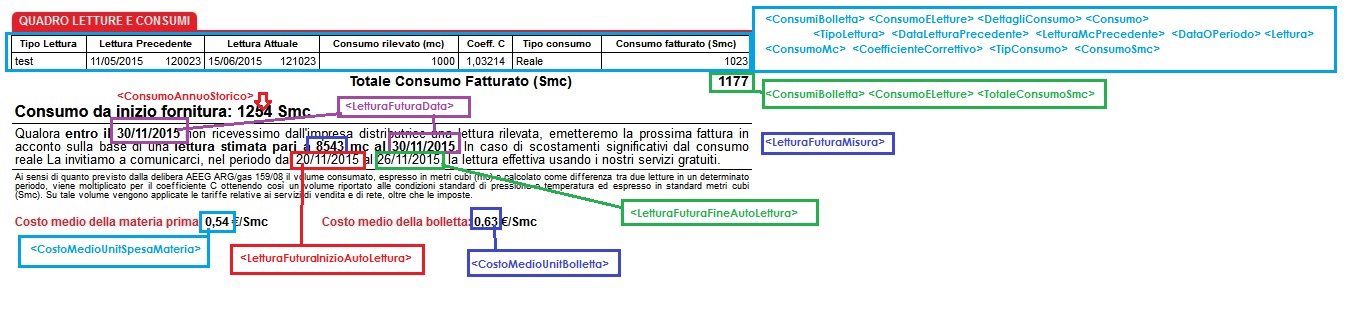 QUADRO LETTURE E CONSUMI
Tipo Lettura Lettura Precedente Lettura Attuale Consumo rilevato (mc) Coeff. C Tipo consumo Consumo fatturato (Smc)
test 11/05/2015 120023 15/06/2015 121023 1000 1,03214 Reale 1023
Totale Consumo Fatturato (Smc) 1177
<ConsumiBolletta> <ConsumoELetture> <DettagliConsumo> <Consumo>
<TipoLettura> <DataLetturaPrecedente> <LetturaMcPrecedente> <DataOPeriodo> <Lettura>
<ConsumoMc> <CoefficienteCorrettivo> <TipConsumo> <ConsumoSmc>
<ConsumiBolletta> <ConsumoELetture> <TotaleConsumoSmc>
<ConsumoAnnuoStorico>
<LetturaFuturaData>
Consumo da inizio fornitura: 1254 Smc
Qualora entro il 30/11/2015 non ricevessimo dall'impresa distributrice una lettura rilevata, emetteremo la prossima fattura in
acconto sulla base di una lettura stimata pari a 8543 mc al 30/11/2015. In caso di scostamenti significativi dal consumo
reale La invitiamo a comunicarci, nel periodo da 20/11/2015 al 26/11/2015, la lettura effettiva usando i nostri servizi gratuiti.
<LetturaFuturaMisura>
Ai sensi di quanto previsto dalla delibera AEEG ARG/gas 159/08 il volume consumato, espresso in metri cubi (mc) e calcolato come differenza tra due letture in un determinato
periodo, viene moltiplicato per il coefficiente C ottenendo così un volume riportato alle condizioni standard di pressione e temperatura ed espresso in standard metri cubi
(Smc). Su tale volume vengono applicate le tariffe relative ai servizi di vendita e di rete, oltre che le imposte.
<LetturaFuturaFineAutoLettura>
Costo medio della materia prima: 0,54 €/Smc Costo medio della bolletta: 0,63 €/Smc
<CostoMedioUnitSpesaMateria>
<LetturaFuturaInizioAutoLettura>
<CostoMedioUnitBolletta>